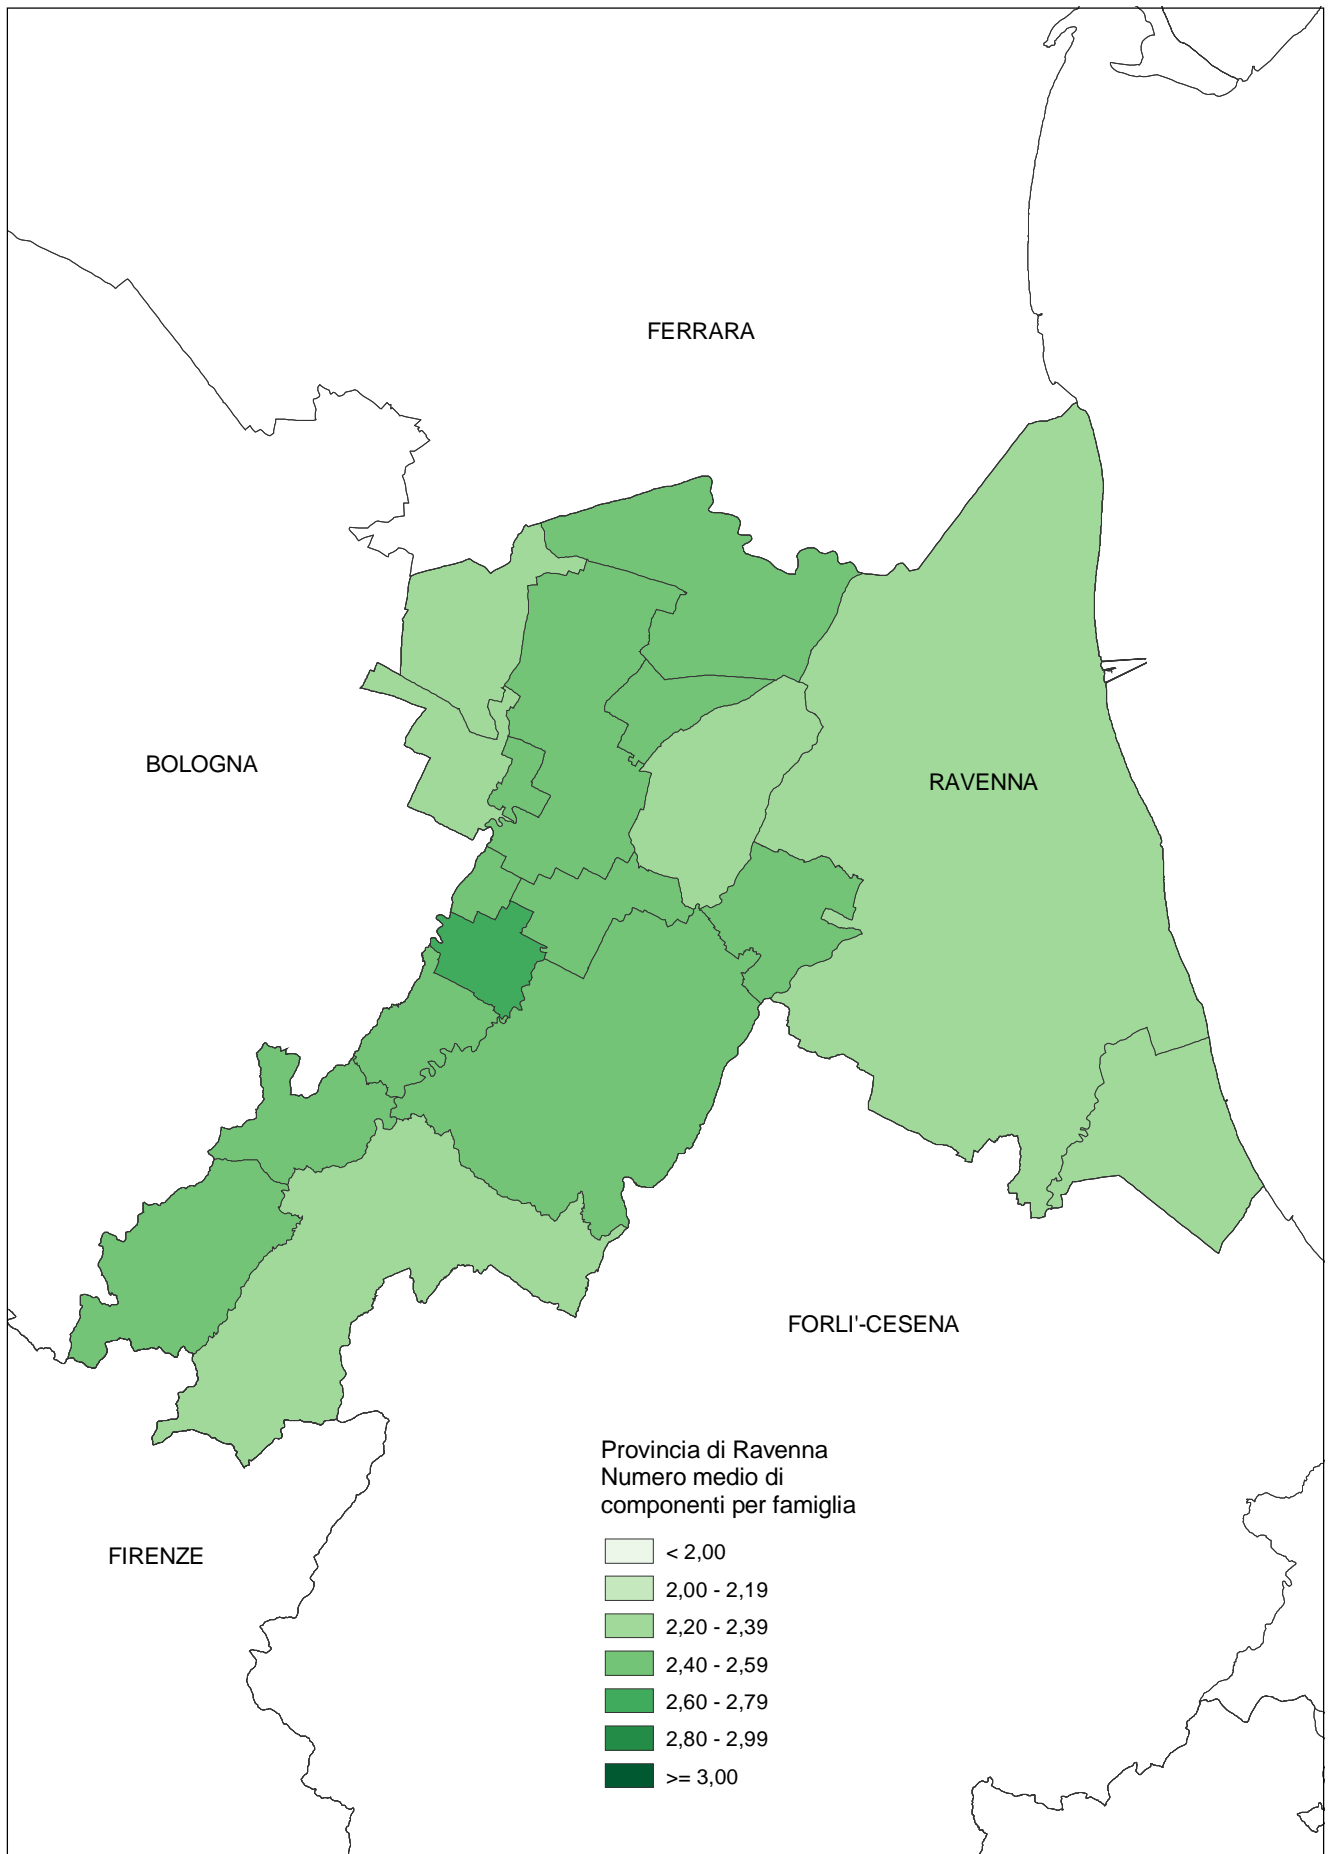 FERRARA
BOLOGNA
RAVENNA
FORLI'-CESENA
FIRENZE
Provincia di Ravenna
Numero medio di
componenti per famiglia
< 2,00
2,00 - 2,19
2,20 - 2,39
2,40 - 2,59
2,60 - 2,79
2,80 - 2,99
>= 3,00